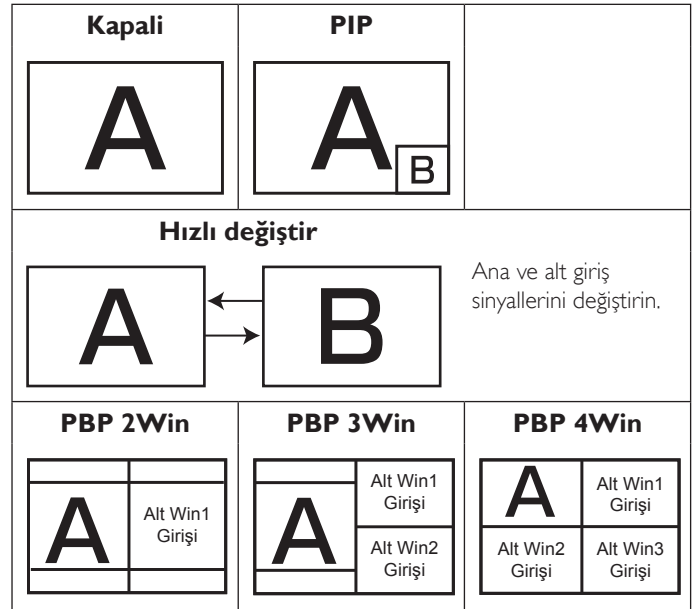 Kapali
PIP
A
A
B
Hızlı değiştir
A
B
Ana ve alt giriş
sinyallerini değiştirin.
PBP 2Win
PBP 3Win
PBP 4Win
A
Alt Win1
Girişi
A
Alt Win1
Girişi
Alt Win2
Girişi
A
Alt Win1
Girişi
Alt Win2
Girişi
Alt Win3
Girişi